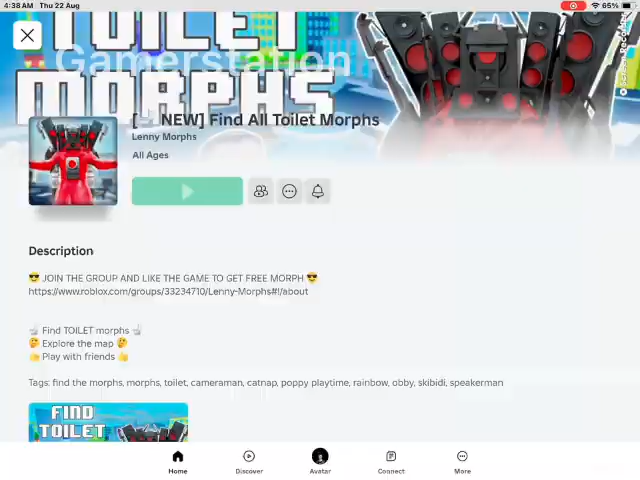 4:38 AM Thu 22 Aug
65%
TOILET
Gamerstation
MORPHS
Screen Recorder
[🚽 NEW] Find All Toilet Morphs
Lenny Morphs
All Ages
Description
😎 JOIN THE GROUP AND LIKE THE GAME TO GET FREE MORPH 😎
https://www.roblox.com/groups/33234710/Lenny-Morphs#!/about
🚽 Find TOILET morphs 🚽
🤔 Explore the map 🤔
👍 Play with friends 👍
Tags: find the morphs, morphs, toilet, cameraman, catnap, poppy playtime, rainbow, obby, skibidi, speakerman
FIND
TOILET
Home
Discover
Avatar
Connect
More